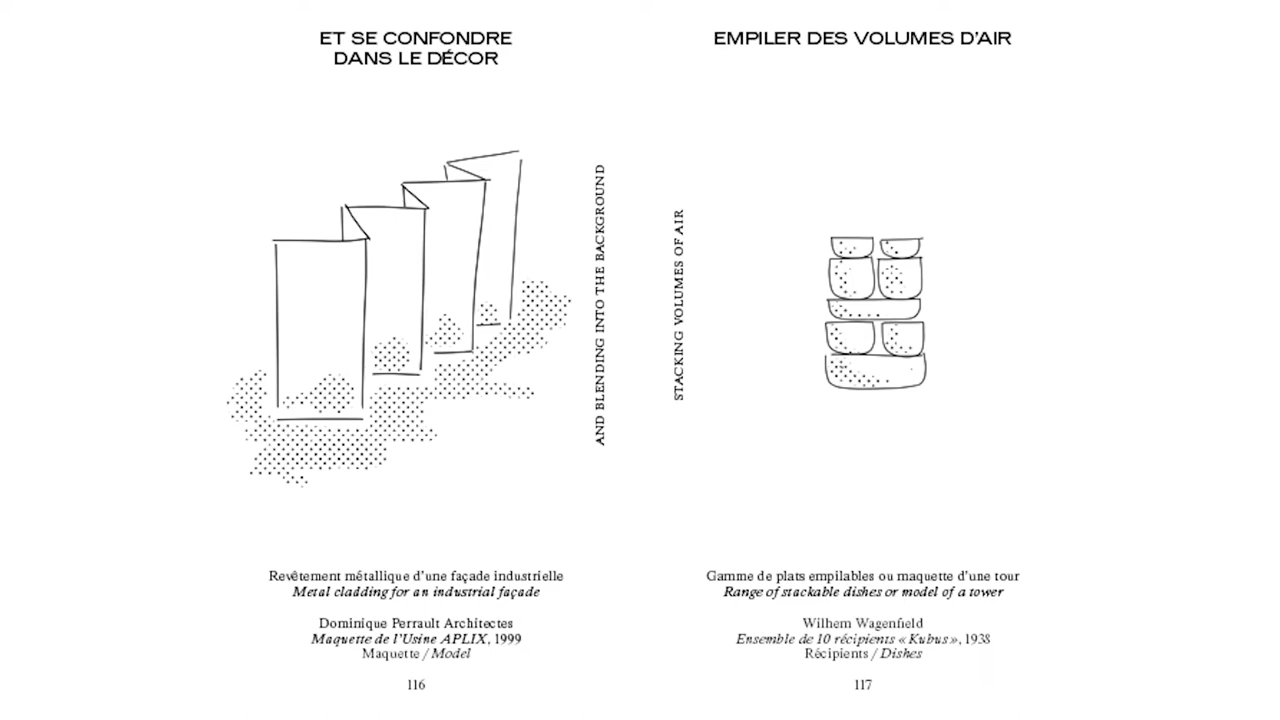 ET SE CONFONDRE
DANS LE DÉCOR
AND BLENDING INTO THE BACKGROUND
Revêtement métallique d'une façade industrielle
Metal cladding for an industrial façade
Dominique Perrault Architectes
Maquette de l'Usine APLIX, 1999
Maquette / Model
116
EMPILER DES VOLUMES D'AIR
STACKING VOLUMES OF AIR
Gamme de plats empilables ou maquette d'une tour
Range of stackable dishes or model of a tower
Wilhem Wagenfield
Ensemble de 10 récipients « Kubus », 1938
Récipients / Dishes
117